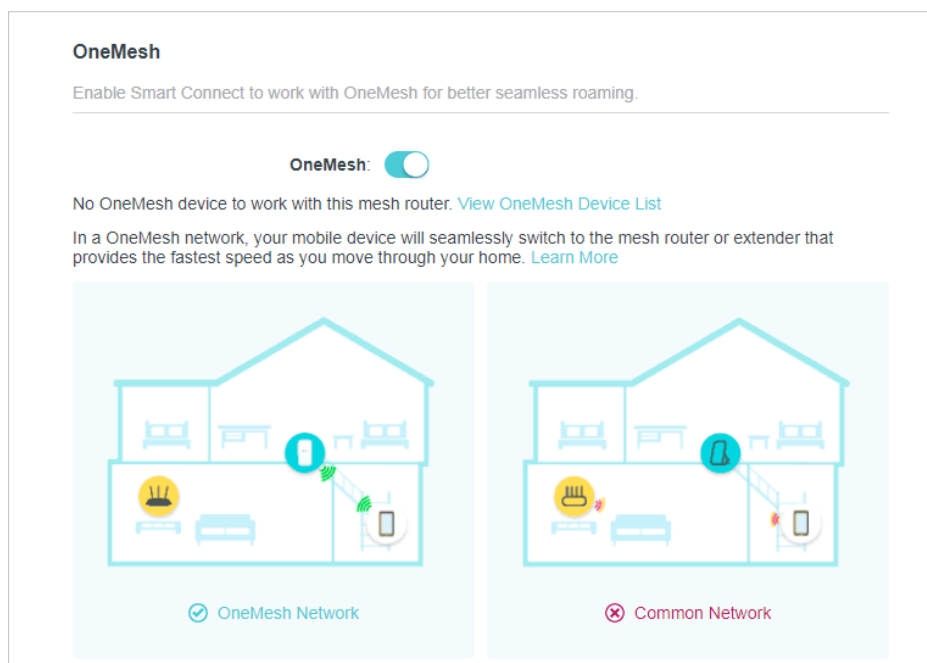 OneMesh
Enable Smart Connect to work with OneMesh for better seamless roaming.
OneMesh:
No OneMesh device to work with this mesh router. View OneMesh Device List
In a OneMesh network, your mobile device will seamlessly switch to the mesh router or extender that
provides the fastest speed as you move through your home. Learn More
OneMesh Network
Common Network